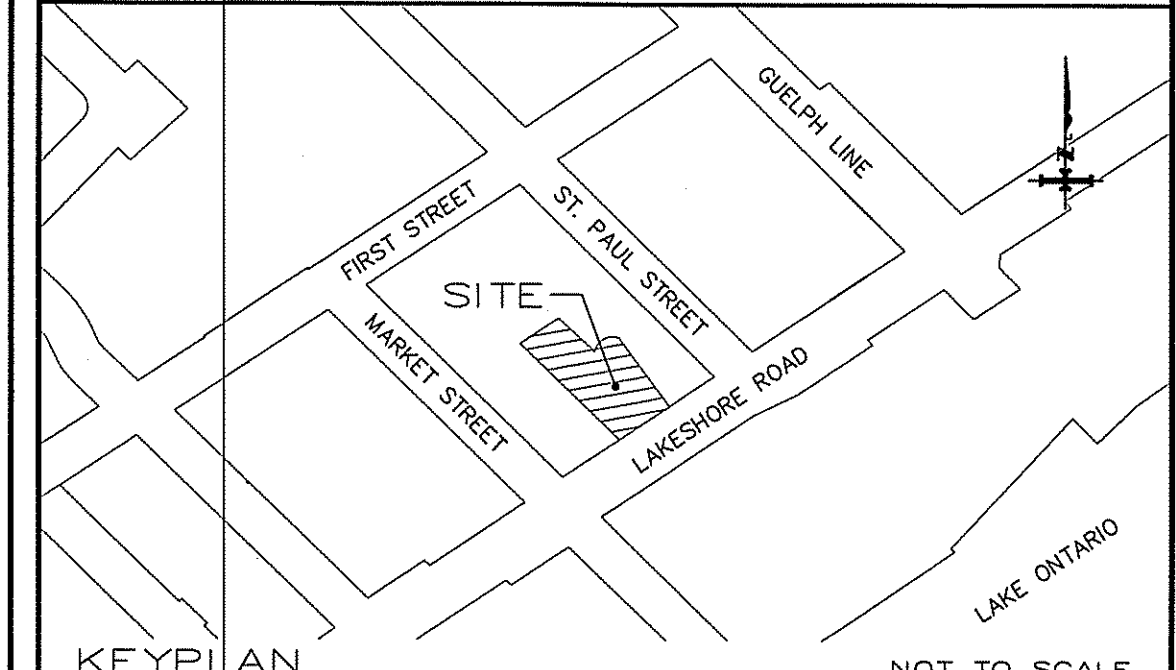 GUELPH LINE
N
FIRST STREET
ST. PAUL STREET
SITE
MARKET STREET
LAKESHORE ROAD
LAKE ONTARIO
KEYPLAN
NOT TO SCALE